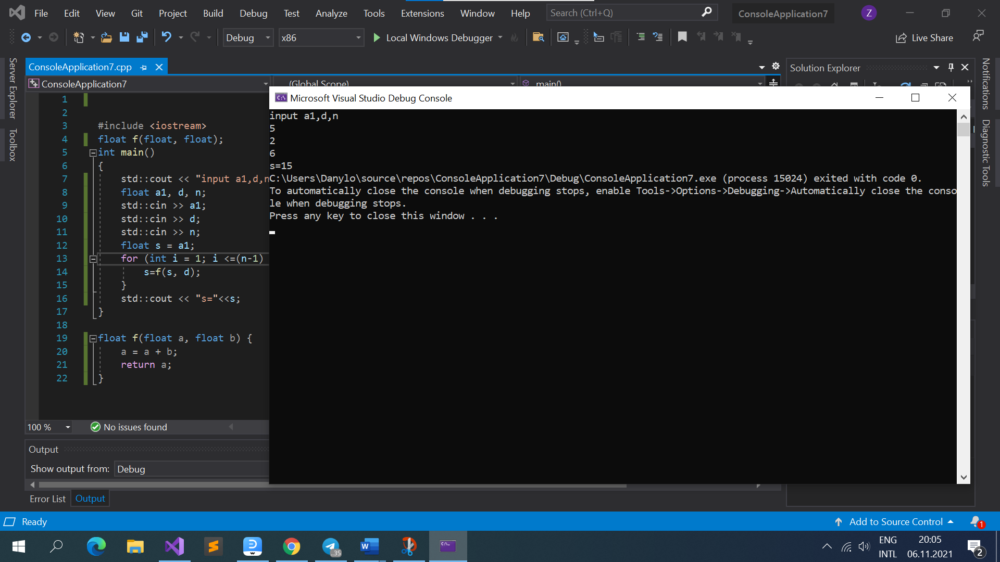 File Edit View Git Project Build Debug Test Analyze Tools Extensions Window Help Search (Ctrl+Q) ConsoleApplication7 Z
Debug x86 Local Windows Debugger Live Share
Server Explorer
Toolbox
ConsoleApplication7.cpp
ConsoleApplication7 (Global Scope) main()
1
2
3 #include <iostream>
4 float f(float, float);
5 int main()
6 {
7 std::cout << "input a1,d,n
8 float a1, d, n;
9 std::cin >> a1;
10 std::cin >> d;
11 std::cin >> n;
12 float s = a1;
13 for (int i = 1; i <=(n-1)
14 s=f(s, d);
15 }
16 std::cout << "s="<<s;
17 }
18
19 float f(float a, float b) {
20 a = a + b;
21 return a;
22 }
100 % No issues found
Output
Show output from: Debug
Error List Output
Microsoft Visual Studio Debug Console
input a1,d,n
5
2
6
s=15
C:\Users\Danylo\source\repos\ConsoleApplication7\Debug\ConsoleApplication7.exe (process 15024) exited with code 0.
To automatically close the console when debugging stops, enable Tools->Options->Debugging->Automatically close the conso
le when debugging stops.
Press any key to close this window . . .
Solution Explorer
Notifications
Diagnostic Tools
Ready Add to Source Control 1
35
ENG
INTL
20:05
06.11.2021
2